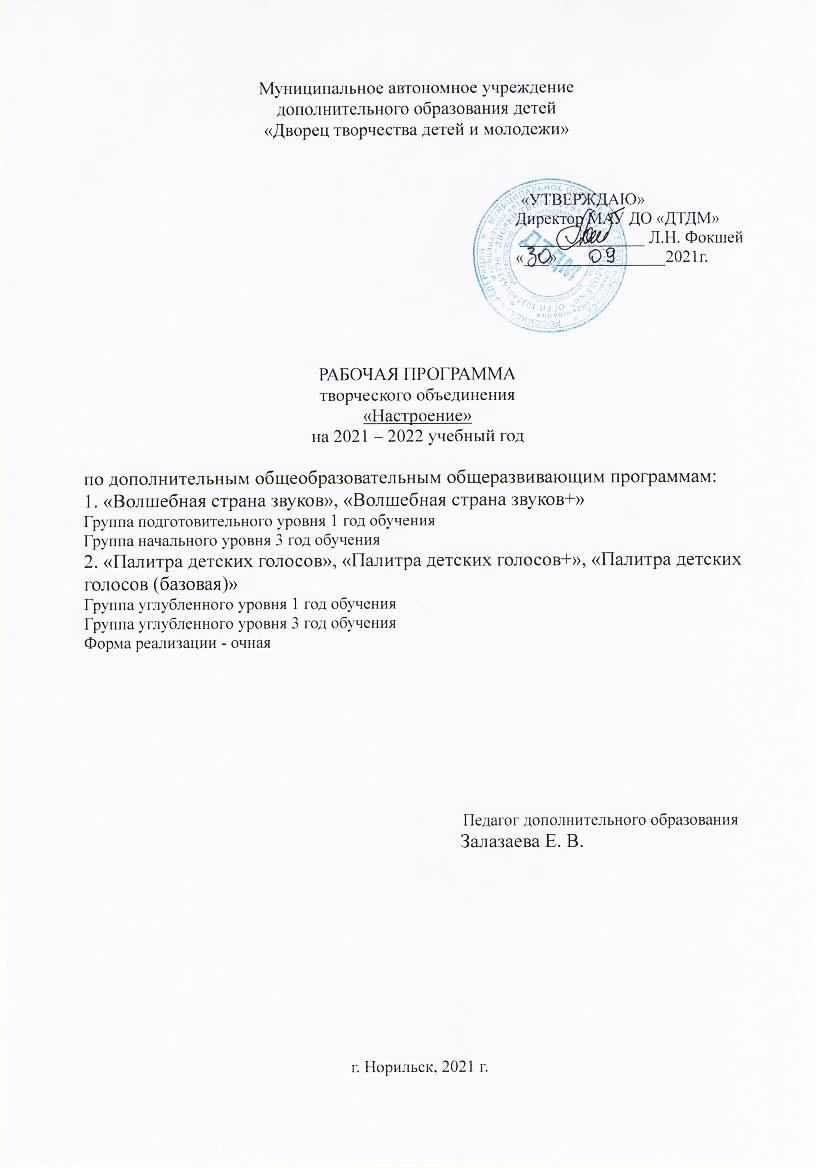 Муниципальное автономное учреждение
дополнительного образования детей
«Дворец творчества детей и молодежи»
«УТВЕРЖДАЮ»
Директор МАУ ДО «ДТДМ»
______________ Л.Н. Фокшей
«30» 09 2021г.
ДТДМ
РАБОЧАЯ ПРОГРАММА
творческого объединения
«Настроение»
на 2021 – 2022 учебный год
по дополнительным общеобразовательным общеразвивающим программам:
1. «Волшебная страна звуков», «Волшебная страна звуков+»
Группа подготовительного уровня 1 год обучения
Группа начального уровня 3 год обучения
2. «Палитра детских голосов», «Палитра детских голосов+», «Палитра детских
голосов (базовая)»
Группа углубленного уровня 1 год обучения
Группа углубленного уровня 3 год обучения
Форма реализации - очная
Педагог дополнительного образования
Залазаева Е. В.
г. Норильск, 2021 г.